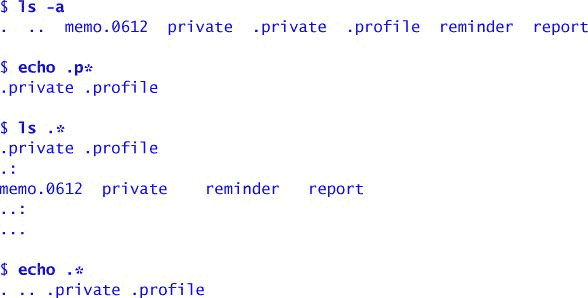 $ ls -a
. .. memo.0612 private .private .profile reminder report
$ echo .p*
.private .profile
$ ls .*
.private .profile
.:
memo.0612 private reminder report
..:
...
$ echo .*
. .. .private .profile